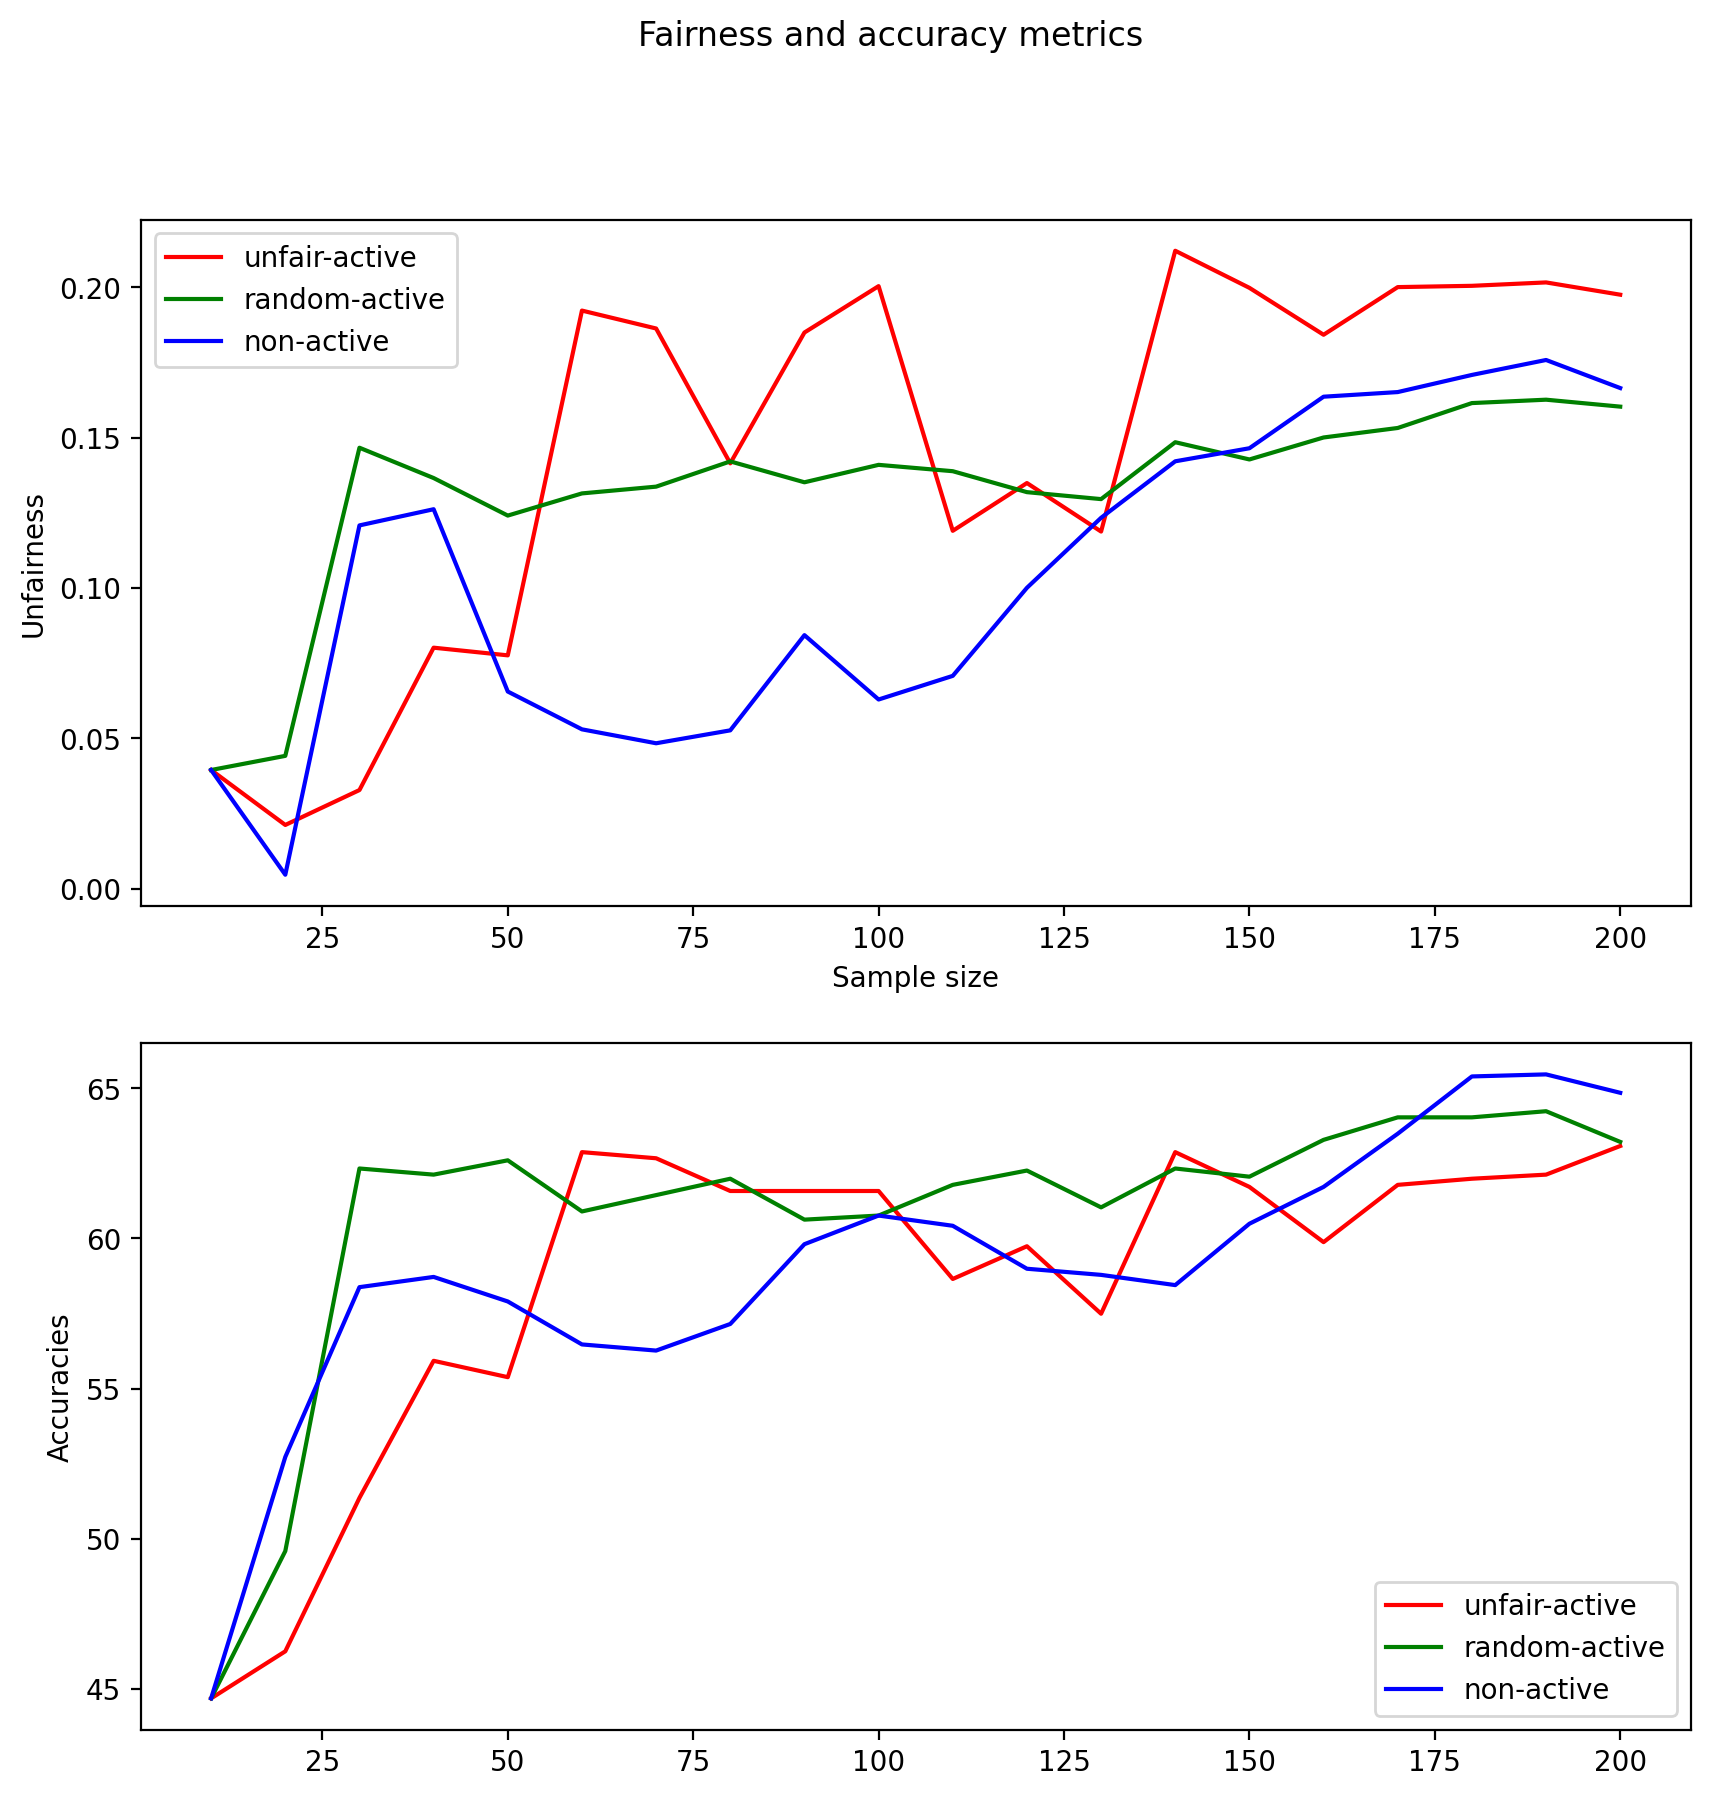 Fairness and accuracy metrics
unfair-active
random-active
non-active
Unfairness
0.20
0.15
0.10
0.05
0.00
25 50 75 100 125 150 175 200
Sample size
Accuracies
65
60
55
50
45
unfair-active
random-active
non-active
25 50 75 100 125 150 175 200